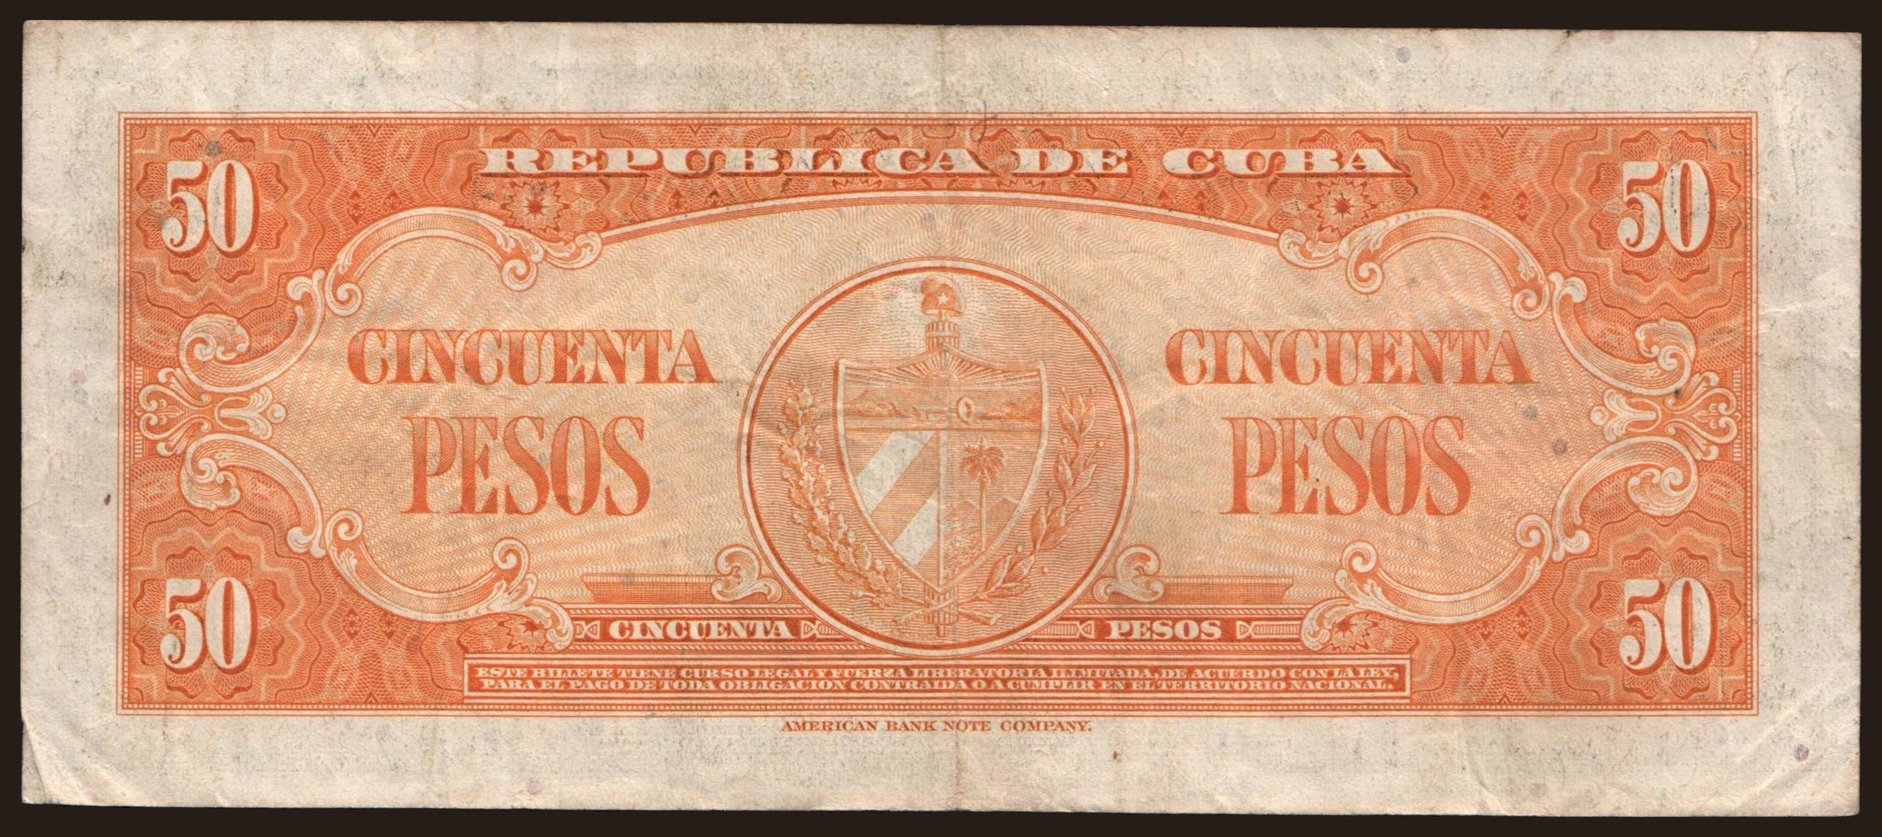 REPUBLICA DE CUBA
50 50
CINCUENTA CINCUENTA
PESOS PESOS
50 50
CINCUENTA PESOS
ESTE BILLETE TIENE CURSO LEGAL Y FUERZA LIBERATORIA ILIMITADA, DE ACUERDO CON LA LEY,
PARA EL PAGO DE TODA OBLIGACION CONTRAIDA O A CUMPLIR EN EL TERRITORIO NACIONAL.
AMERICAN BANK NOTE COMPANY.